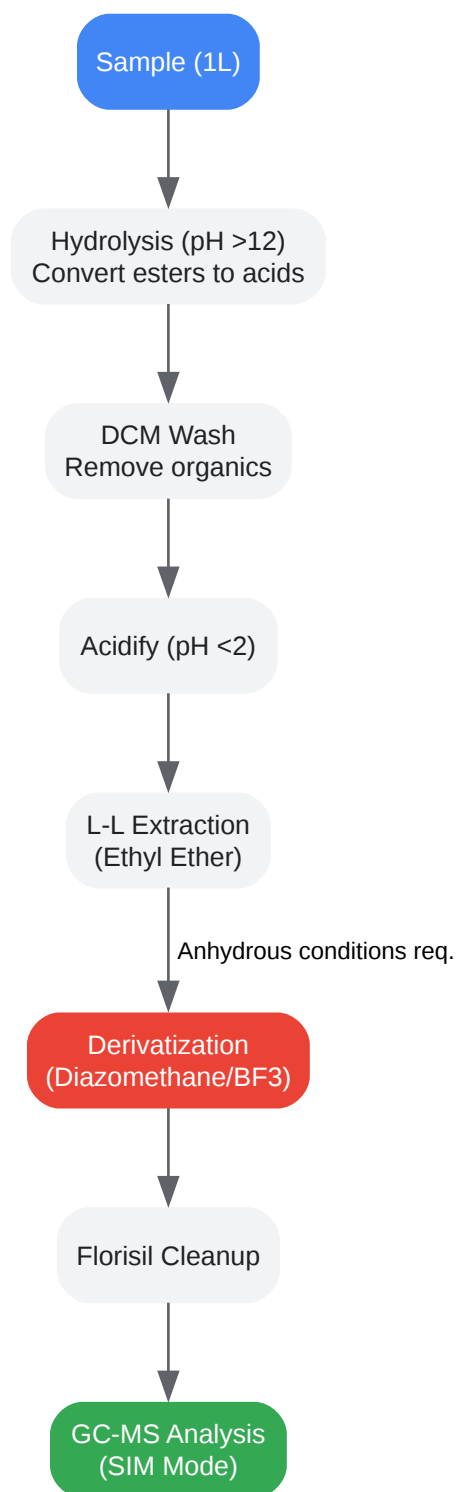 Sample (1L)
Hydrolysis (pH >12)
Convert esters to acids
DCM Wash
Remove organics
Acidify (pH <2)
L-L Extraction
(Ethyl Ether)
Anhydrous conditions req.
Derivatization
(Diazomethane/BF3)
Florisil Cleanup
GC-MS Analysis
(SIM Mode)